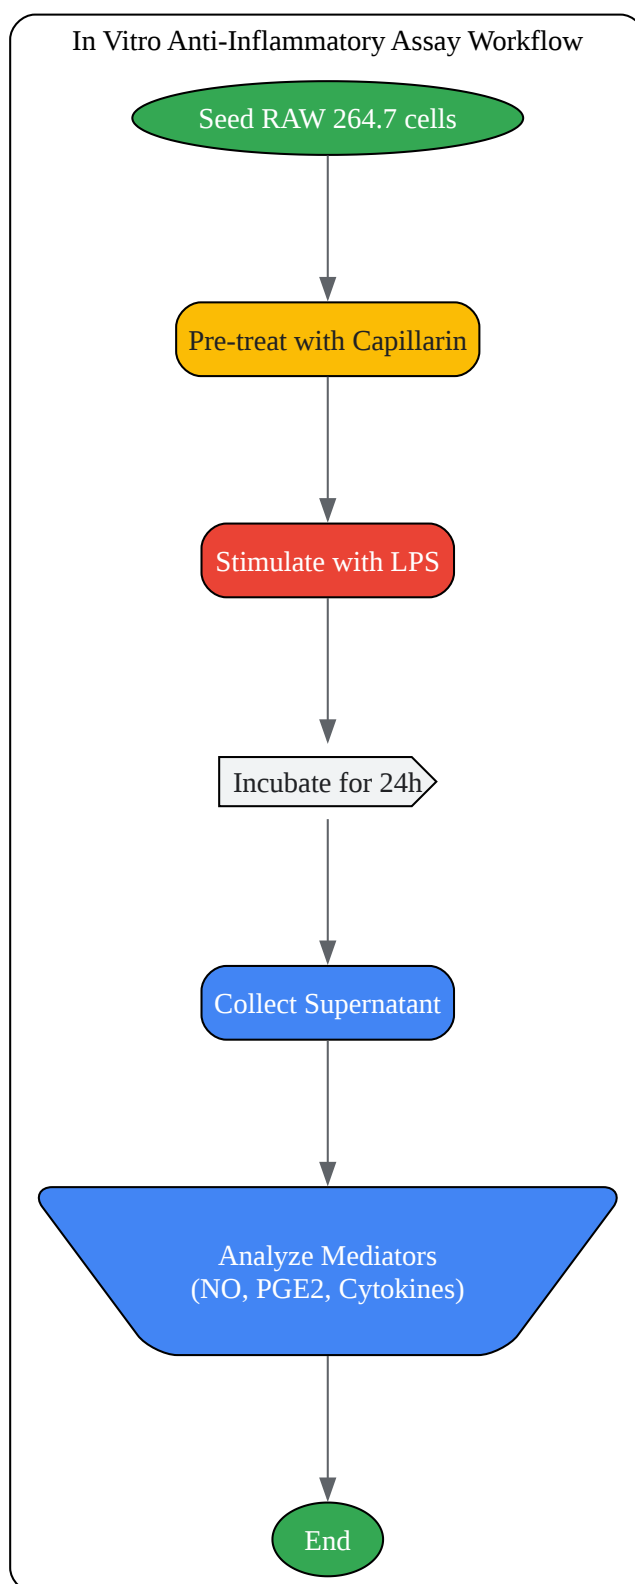 In Vitro Anti-Inflammatory Assay Workflow
Seed RAW 264.7 cells
Pre-treat with Capillarin
Stimulate with LPS
Incubate for 24h
Collect Supernatant
Analyze Mediators
(NO, PGE2, Cytokines)
End